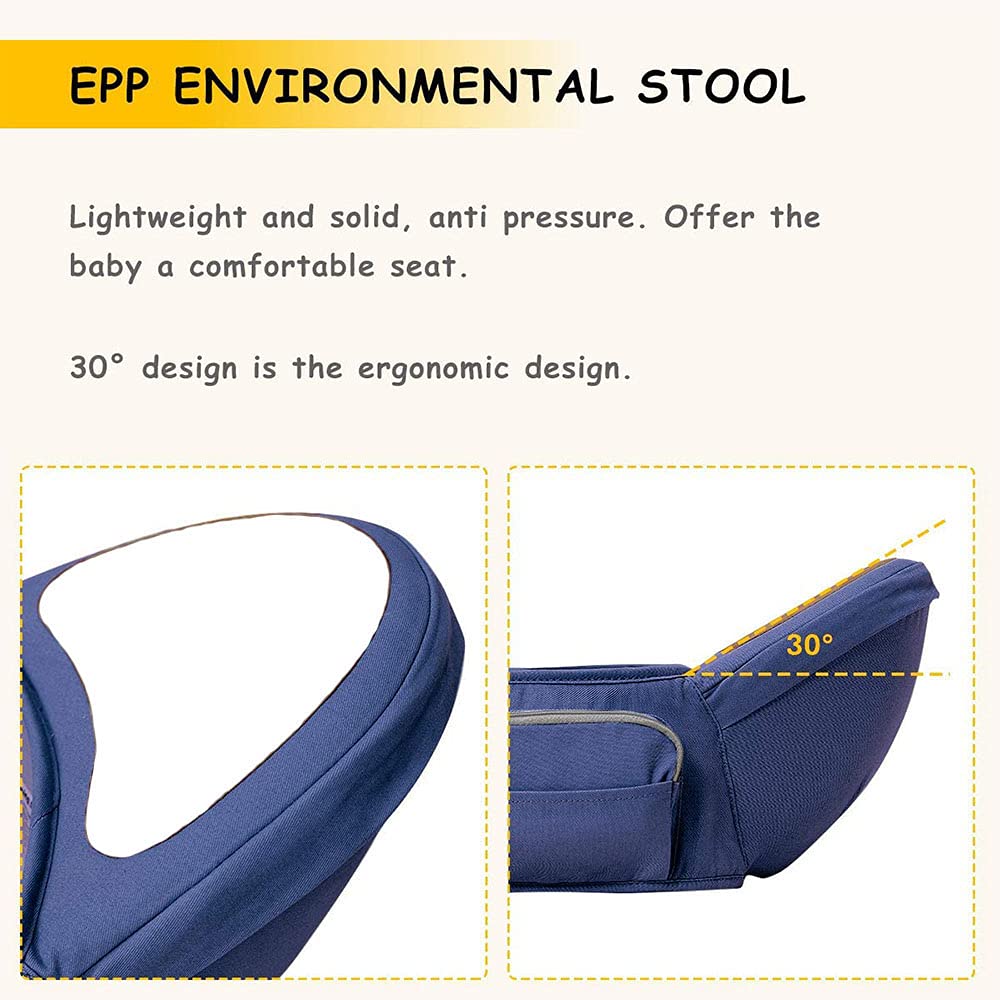 EPP ENVIRONMENTAL STOOL
Lightweight and solid, anti pressure. Offer the
baby a comfortable seat.
30° design is the ergonomic design.
30°